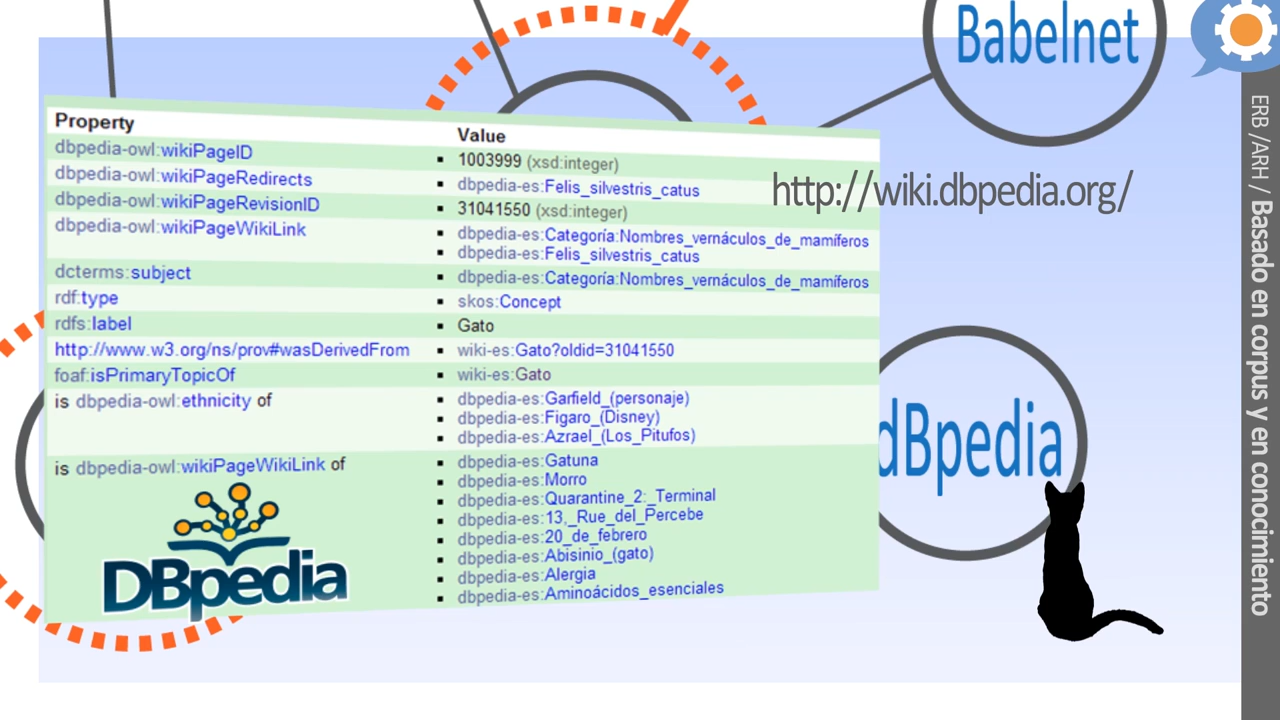 Babelnet
Property Value
dbpedia-owl:wikiPageID 1003999 (xsd:integer)
dbpedia-owl:wikiPageRedirects dbpedia-es:Felis_silvestris_catus
dbpedia-owl:wikiPageRevisionID 31041550 (xsd:integer)
dbpedia-owl:wikiPageWikiLink dbpedia-es:Categoría:Nombres_vernáculos_de_mamíferos
dbpedia-es:Felis_silvestris_catus
dcterms:subject dbpedia-es:Categoría:Nombres_vernáculos_de_mamíferos
rdf:type skos:Concept
rdfs:label Gato
http://www.w3.org/ns/prov#wasDerivedFrom wiki-es:Gato?oldid=31041550
foaf:isPrimaryTopicOf wiki-es:Gato
is dbpedia-owl:ethnicity of dbpedia-es:Garfield_(personaje)
dbpedia-es:Figaro_(Disney)
dbpedia-es:Azrael_(Los_Pitufos)
is dbpedia-owl:wikiPageWikiLink of dbpedia-es:Gatuna
dbpedia-es:Morro
dbpedia-es:Quarantine_2:_Terminal
dbpedia-es:13,_Rue_del_Percebe
dbpedia-es:20_de_febrero
dbpedia-es:Abisinio_(gato)
dbpedia-es:Alergia
dbpedia-es:Aminoácidos_esenciales
DBpedia
http://wiki.dbpedia.org/
dBpedia
ERB /ARH / Basado en corpus y en conocimiento